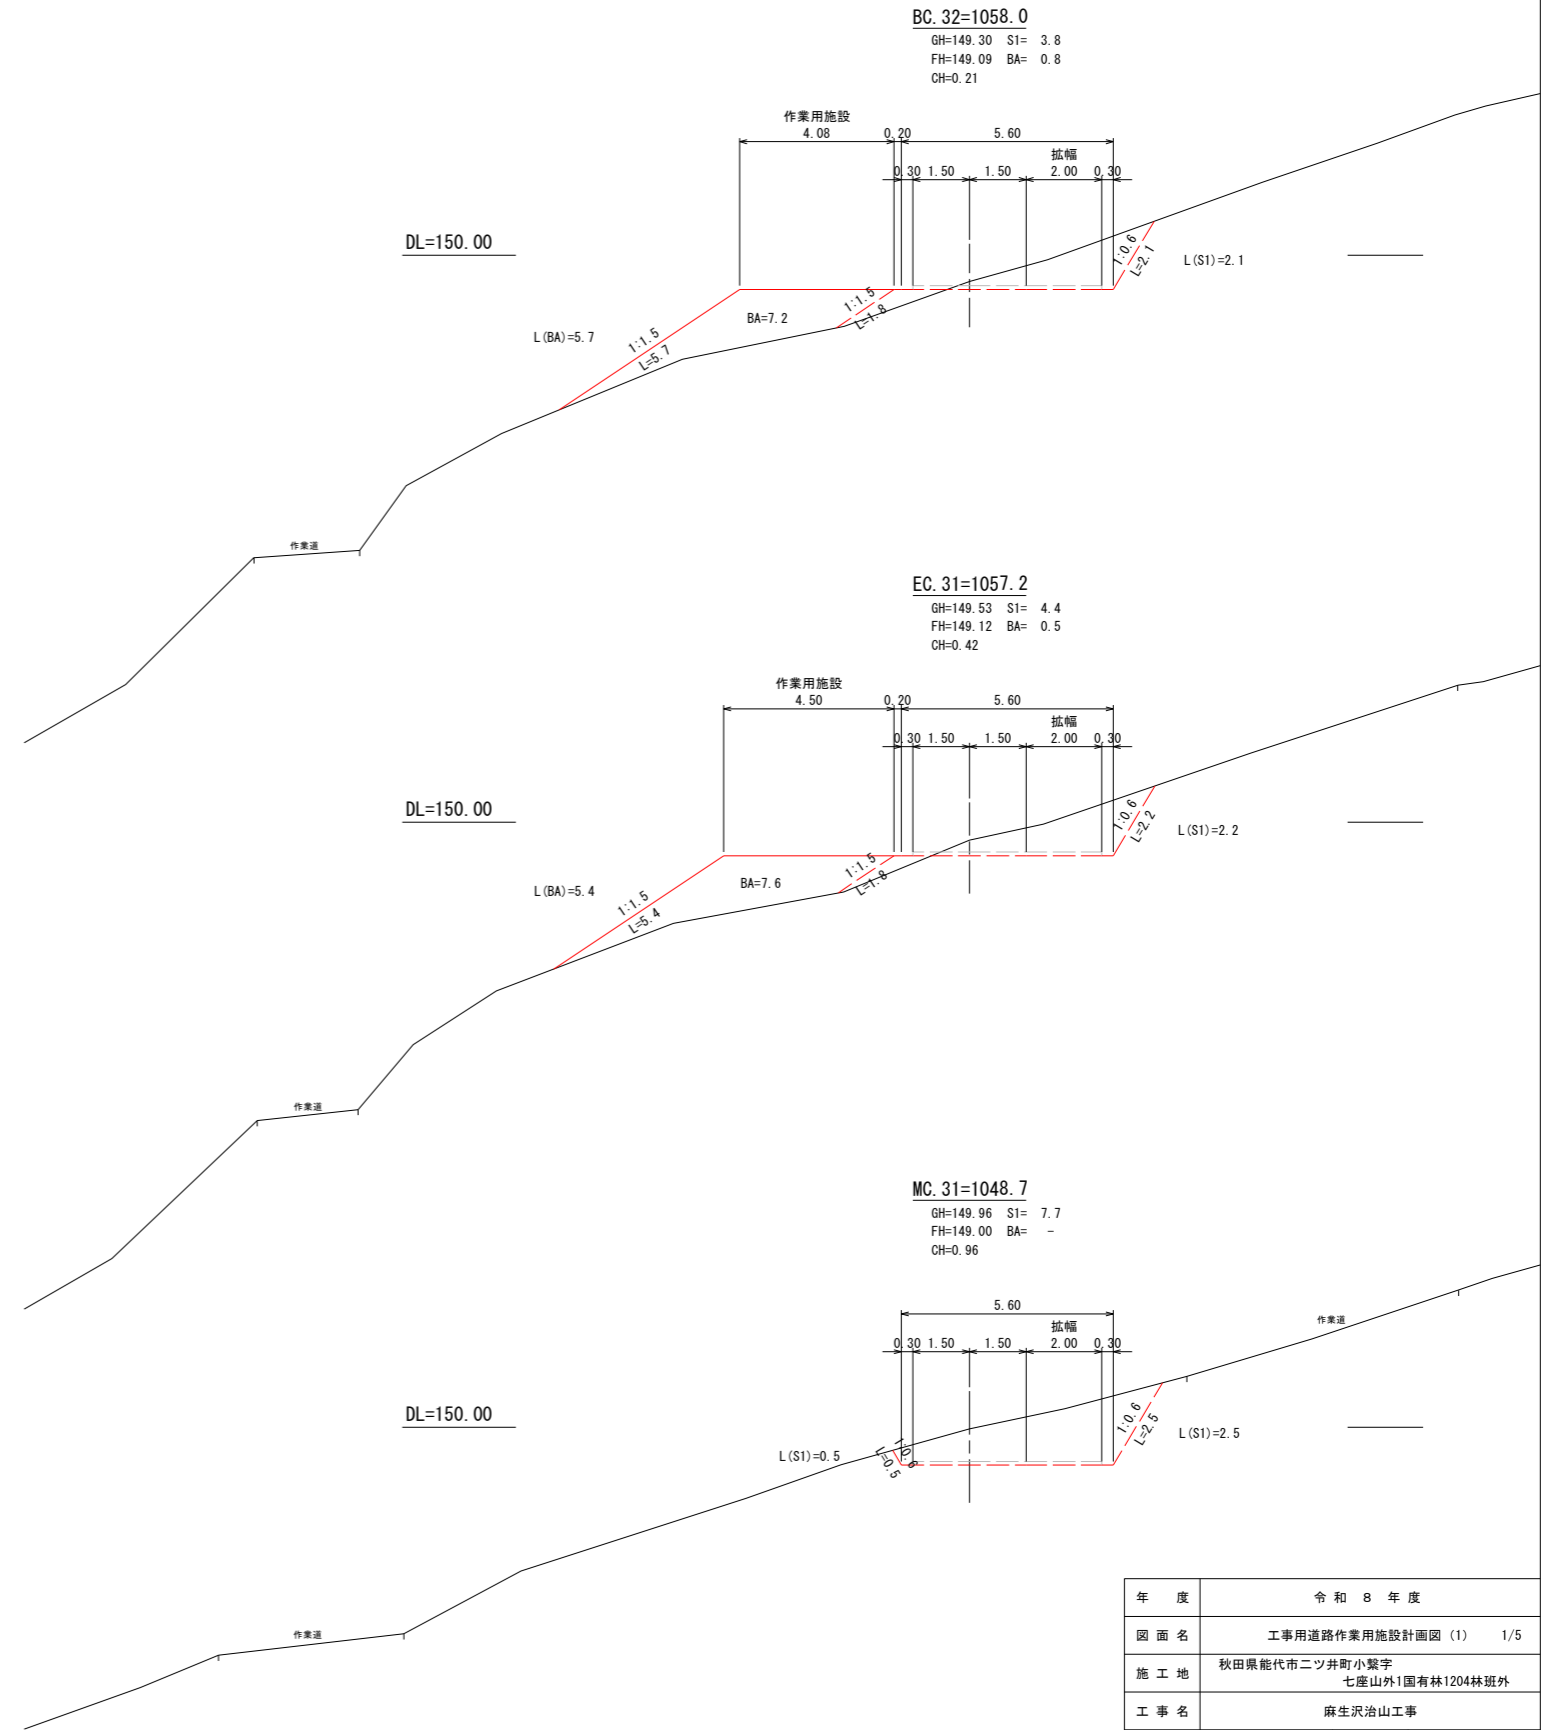 BC.32=1058.0
GH=149.30 S1= 3.8
FH=149.09 BA= 0.8
CH=0.21
作業用施設
4.08 0.20 5.60
拡幅
0.30 1.50 1.50 2.00 0.30
DL=150.00
1:0.6
L=2.1
L(S1)=2.1
1:1.5
L=1.8
BA=7.2
L(BA)=5.7
1:1.5
L=5.7
作業道
EC.31=1057.2
GH=149.53 S1= 4.4
FH=149.12 BA= 0.5
CH=0.42
作業用施設
4.50 0.20 5.60
拡幅
0.30 1.50 1.50 2.00 0.30
DL=150.00
1:0.6
L=2.2
L(S1)=2.2
1:1.5
L=1.8
BA=7.6
L(BA)=5.4
1:1.5
L=5.4
作業道
MC.31=1048.7
GH=149.96 S1= 7.7
FH=149.00 BA= -
CH=0.96
5.60
拡幅
0.30 1.50 1.50 2.00 0.30
作業道
DL=150.00
1:0.6
L=2.5
L(S1)=2.5
L(S1)=0.5
1:0.6
L=0.5
作業道
年度 令和 8 年度
図面名 工事用道路作業用施設計画図(1) 1/5
施工地 秋田県能代市二ツ井町小繋字
七座山外1国有林1204林班外
工事名 麻生沢治山工事